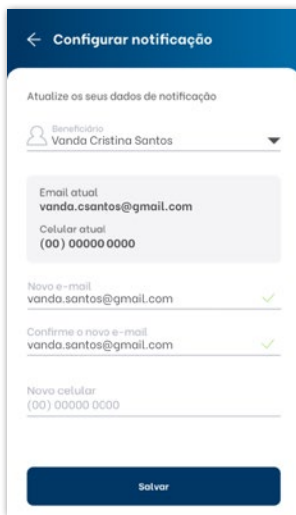 Configurar notificação
Atualize os seus dados de notificação
Beneficiário
Vanda Cristina Santos
Email atual
vanda.csantos@gmail.com
Celular atual
(00) 00000 0000
Novo e-mail
vanda.santos@gmail.com
Confirme o novo e-mail
vanda.santos@gmail.com
Novo celular
(00) 00000 0000
Salvar